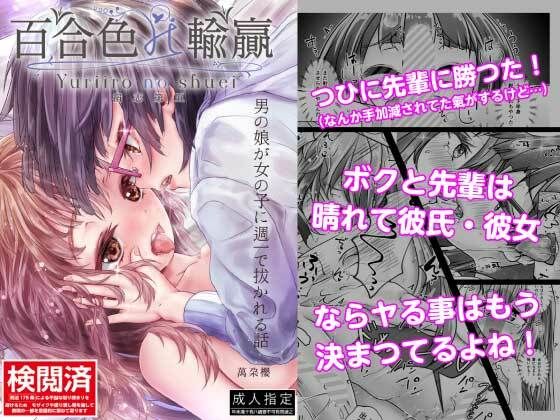 百合色の輸贏
Yuriiro no shuei
男の娘が女の子に週一で抜かれる話
萬朶櫻
検閲済
成人指定
つひに先輩に勝つた!
(なんか手加減されてた氣がするけど…)
ボクと先輩は
晴れて彼氏・彼女
ならヤる事はもう
決まつてるよね!